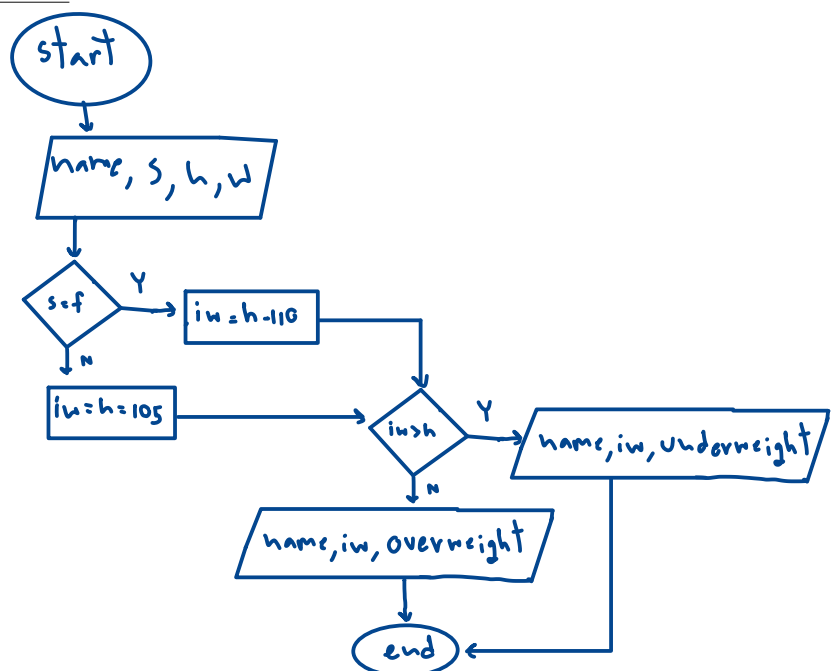 start
name, s, h, w
s=f
Y
iw = h-110
N
iw=h=105
iw>h
Y
name, iw, underweight
N
name, iw, overweight
end